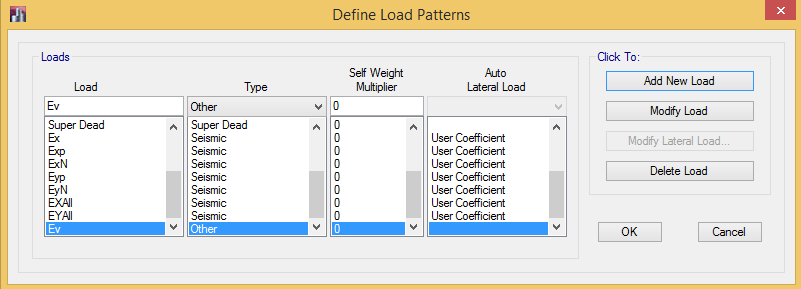 Define Load Patterns
Loads
Click To:
Load Type Self Weight Multiplier Auto Lateral Load
Ev Other 0
Super Dead Super Dead 0
Ex Seismic 0 User Coefficient
Exp Seismic 0 User Coefficient
ExN Seismic 0 User Coefficient
Eyp Seismic 0 User Coefficient
EyN Seismic 0 User Coefficient
EXAll Seismic 0 User Coefficient
EYAll Seismic 0 User Coefficient
Ev Other 0
Add New Load
Modify Load
Modify Lateral Load...
Delete Load
OK Cancel